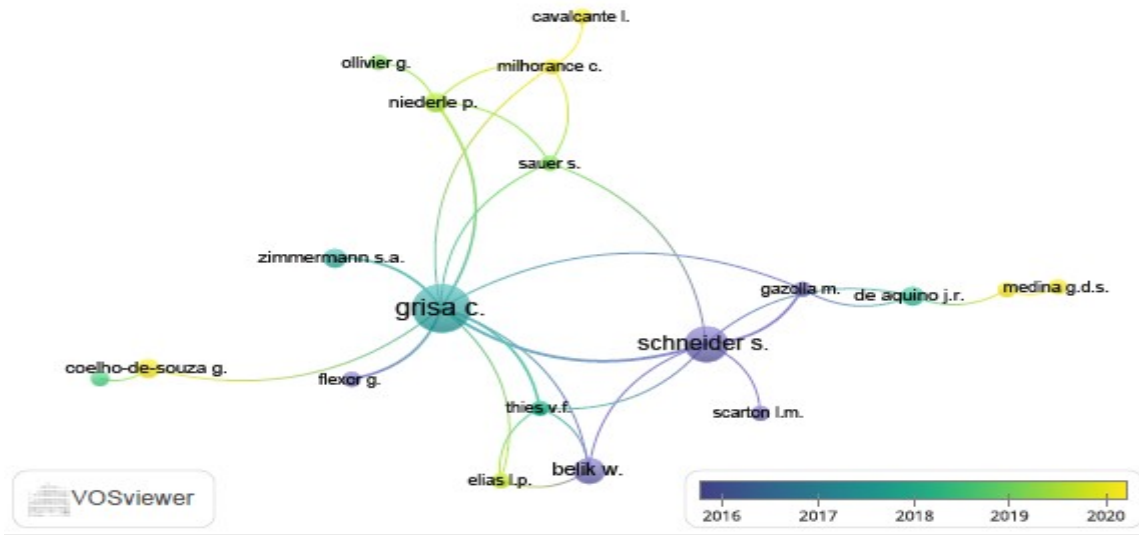 cavalcante l.
ollivier g.
milhorance c.
niederle p.
sauer s.
zimmermann s.a.
grisa c.
gazolla m.
de aquino j.r.
medina g.d.s.
schneider s.
coelho-de-souza g.
flexor g.
thies v.f.
scarton l.m.
belik w.
elias l.p.
VOSviewer
2016 2017 2018 2019 2020